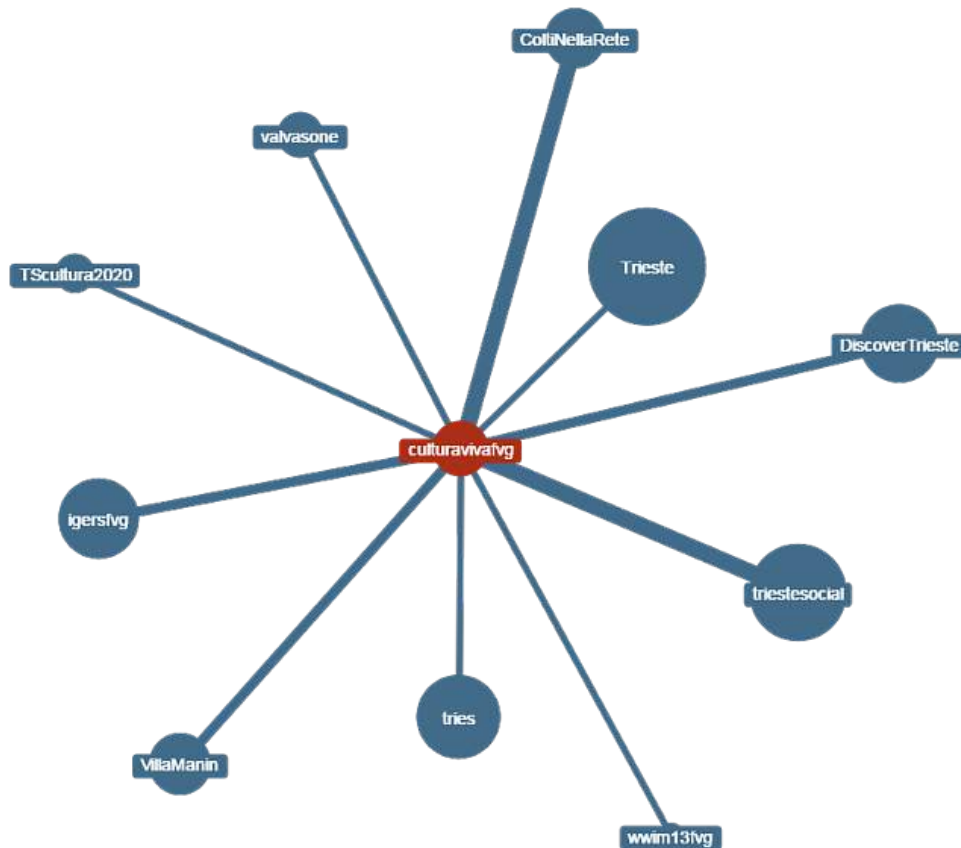 ColtiNellaRete
valvasone
Trieste
TScultura2020
DiscoverTrieste
culturavivafvg
igersfvg
triestesocial
tries
VillaManin
wwim13fvg